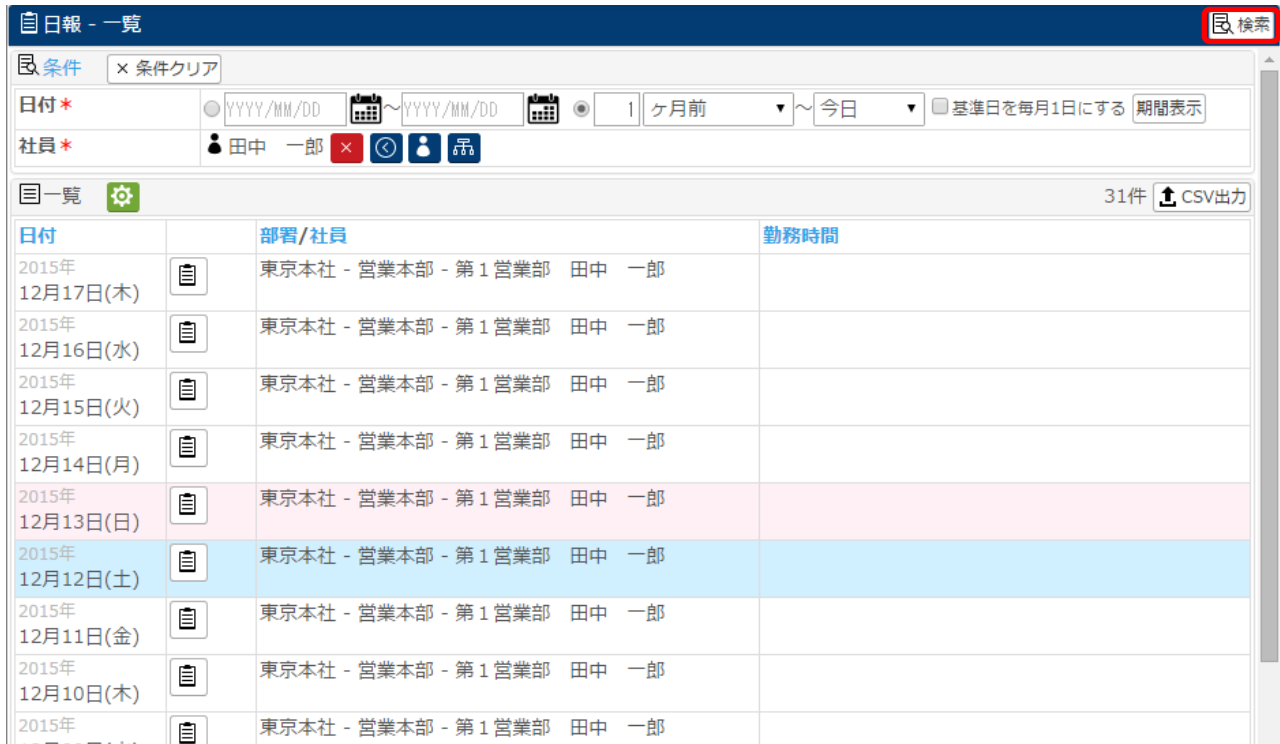 日報 - 一覧 検索
条件 × 条件クリア
日付* YYYY/MM/DD ～ YYYY/MM/DD 1 ヶ月前 ▼ ～ 今日 ▼ 基準日を毎月1日にする 期間表示
社員* 田中　一郎
一覧 31件 CSV出力
日付 部署/社員 勤務時間
2015年
12月17日(木) 東京本社 - 営業本部 - 第１営業部　田中　一郎
2015年
12月16日(水) 東京本社 - 営業本部 - 第１営業部　田中　一郎
2015年
12月15日(火) 東京本社 - 営業本部 - 第１営業部　田中　一郎
2015年
12月14日(月) 東京本社 - 営業本部 - 第１営業部　田中　一郎
2015年
12月13日(日) 東京本社 - 営業本部 - 第１営業部　田中　一郎
2015年
12月12日(土) 東京本社 - 営業本部 - 第１営業部　田中　一郎
2015年
12月11日(金) 東京本社 - 営業本部 - 第１営業部　田中　一郎
2015年
12月10日(木) 東京本社 - 営業本部 - 第１営業部　田中　一郎
2015年
東京本社 - 営業本部 - 第１営業部　田中　一郎